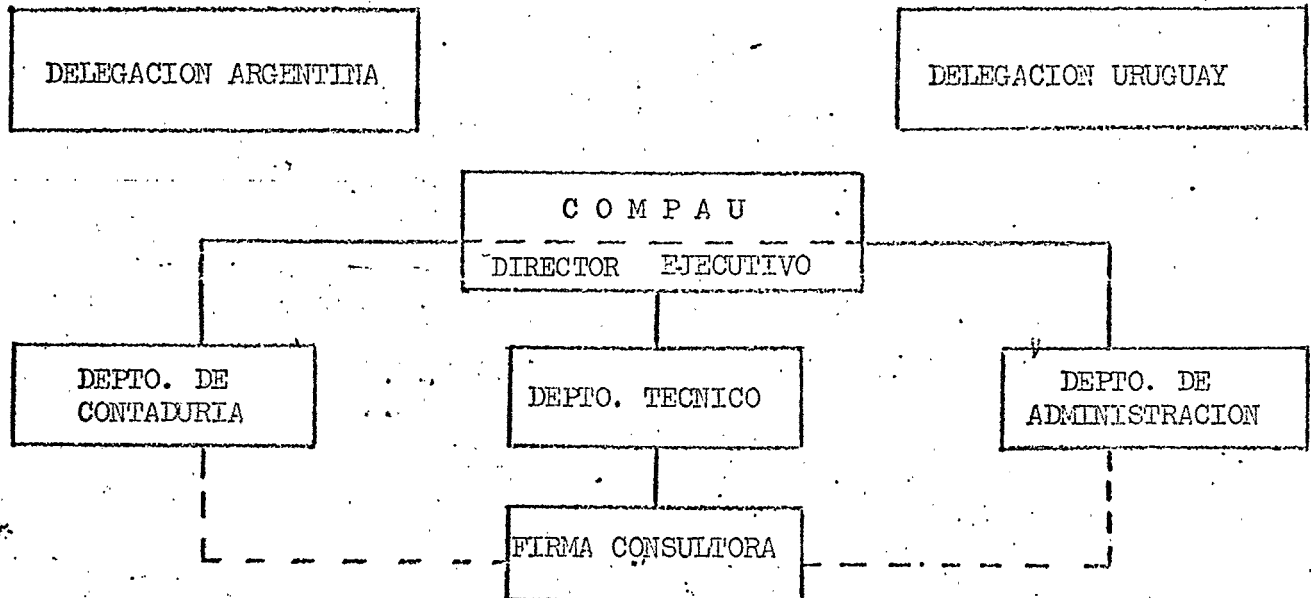 DELEGACION ARGENTINA
DELEGACION URUGUAY
C O M P A U
DIRECTOR EJECUTIVO
DEPTO. DE
CONTADURIA
DEPTO. TECNICO
DEPTO. DE
ADMINISTRACION
FIRMA CONSULTORA